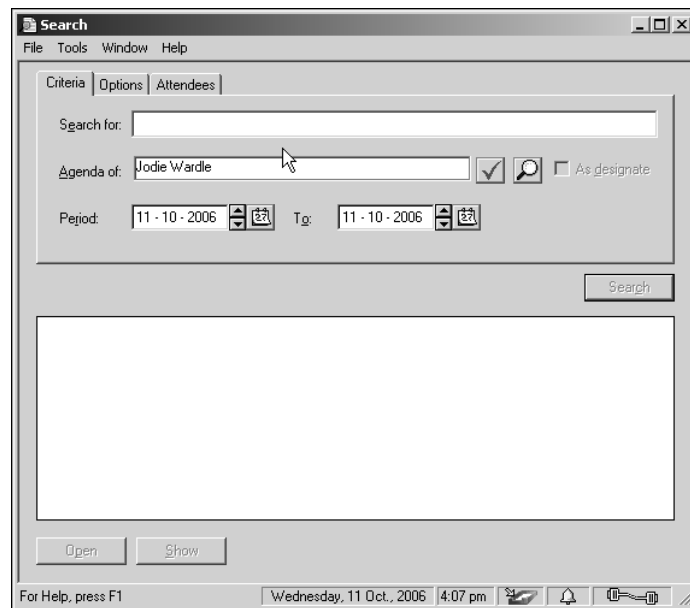 Search
File Tools Window Help
Criteria Options Attendees
Search for:
Agenda of: Jodie Wardle As designate
Period: 11 - 10 - 2006 27 To: 11 - 10 - 2006 27
Search
Open Show
For Help, press F1 Wednesday, 11 Oct., 2006 4:07 pm